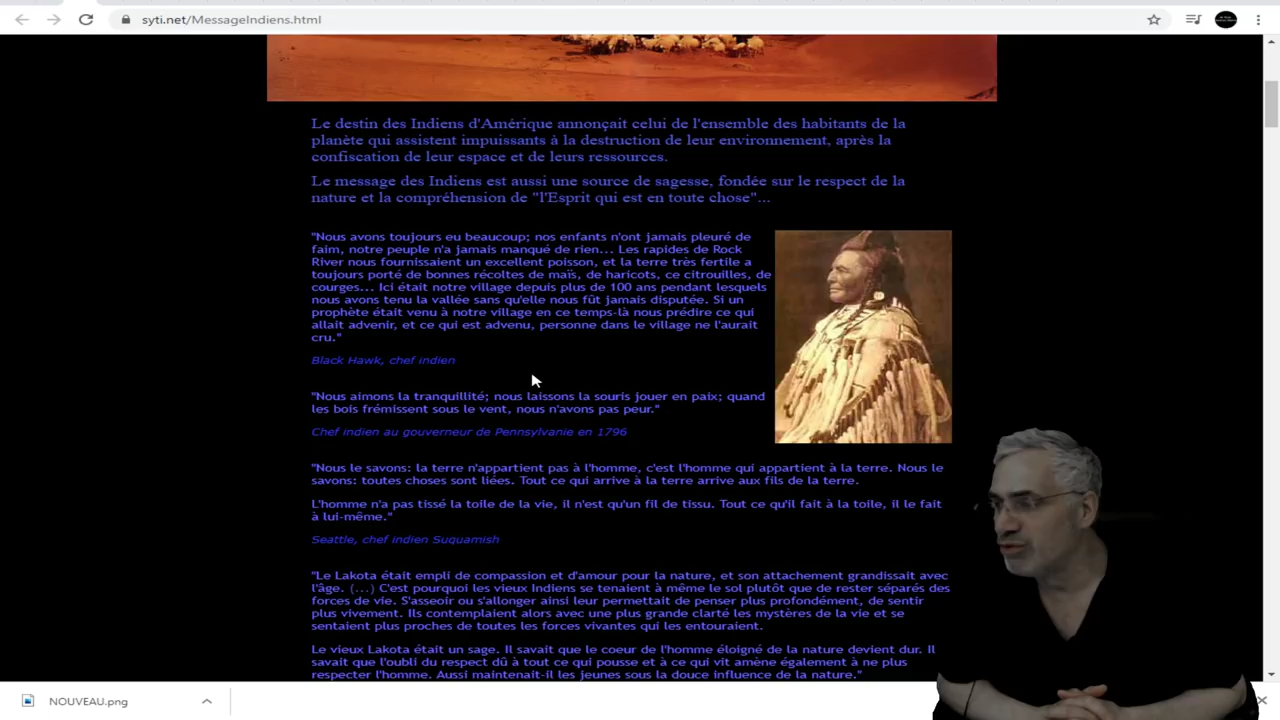 syti.net/MessageIndiens.html
Le destin des Indiens d'Amérique annonçait celui de l'ensemble des habitants de la
planète qui assistent impuissants à la destruction de leur environnement, après la
confiscation de leur espace et de leurs ressources.
Le message des Indiens est aussi une source de sagesse, fondée sur le respect de la
nature et la compréhension de "l'Esprit qui est en toute chose"...
"Nous avons toujours eu beaucoup; nos enfants n'ont jamais pleuré de
faim, notre peuple n'a jamais manqué de rien... Les rapides de Rock
River nous fournissaient un excellent poisson, et la terre très fertile a
toujours porté de bonnes récoltes de maïs, de haricots, ce citrouilles, de
courges... Ici était notre village depuis plus de 100 ans pendant lesquels
nous avons tenu la vallée sans qu'elle nous fût jamais disputée. Si un
prophète était venu à notre village en ce temps-là nous prédire ce qui
allait advenir, et ce qui est advenu, personne dans le village ne l'aurait
cru."
Black Hawk, chef indien
"Nous aimons la tranquillité; nous laissons la souris jouer en paix; quand
les bois frémissent sous le vent, nous n'avons pas peur."
Chef indien au gouverneur de Pennsylvanie en 1796
"Nous le savons: la terre n'appartient pas à l'homme, c'est l'homme qui appartient à la terre. Nous le
savons: toutes choses sont liées. Tout ce qui arrive à la terre arrive aux fils de la terre.
L'homme n'a pas tissé la toile de la vie, il n'est qu'un fil de tissu. Tout ce qu'il fait à la toile, il le fait
à lui-même."
Seattle, chef indien Suquamish
"Le Lakota était empli de compassion et d'amour pour la nature, et son attachement grandissait avec
l'âge. (...) C'est pourquoi les vieux Indiens se tenaient à même le sol plutôt que de rester séparés des
forces de vie. S'asseoir ou s'allonger ainsi leur permettait de penser plus profondément, de sentir
plus vivement. Ils contemplaient alors avec une plus grande clarté les mystères de la vie et se
sentaient plus proches de toutes les forces vivantes qui les entouraient.
Le vieux Lakota était un sage. Il savait que le coeur de l'homme éloigné de la nature devient dur. Il
savait que l'oubli du respect dû à tout ce qui pousse et à ce qui vit amène également à ne plus
respecter l'homme. Aussi maintenait-il les jeunes sous la douce influence de la nature."
NOUVEAU.png